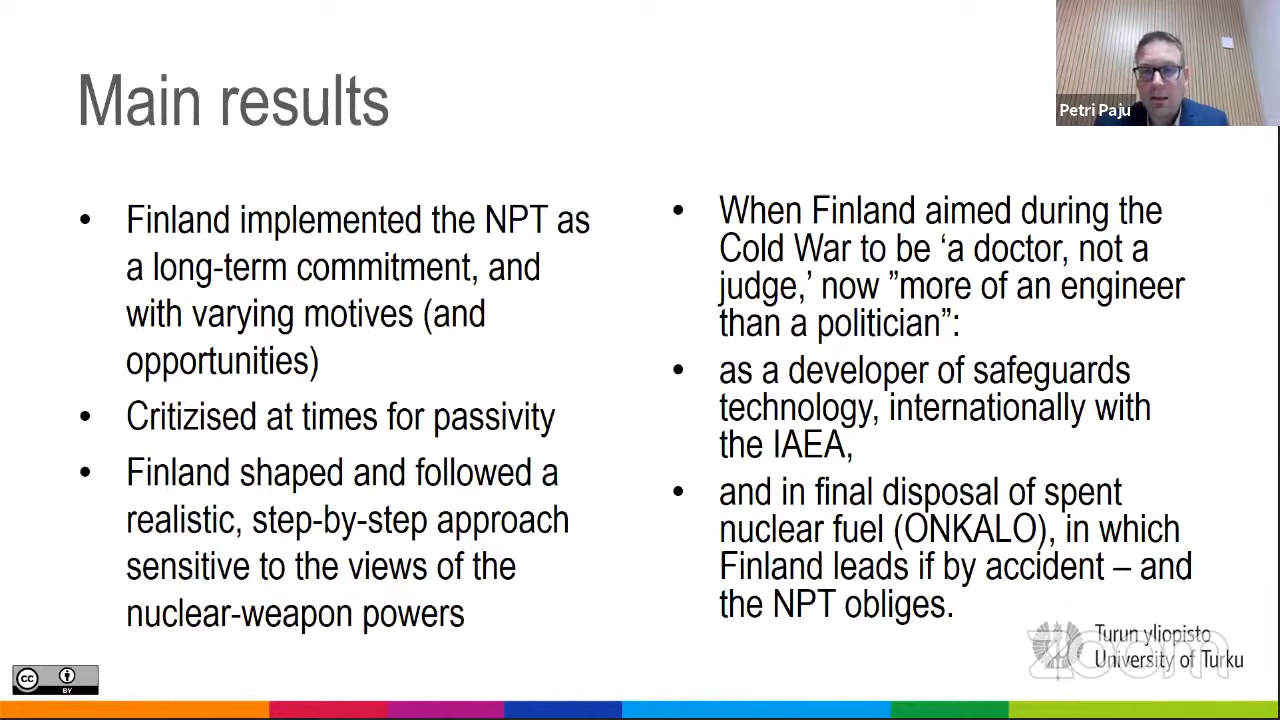 Main results
Petri Paju
• Finland implemented the NPT as
a long-term commitment, and
with varying motives (and
opportunities)
• Critizised at times for passivity
• Finland shaped and followed a
realistic, step-by-step approach
sensitive to the views of the
nuclear-weapon powers
• When Finland aimed during the
Cold War to be ‘a doctor, not a
judge,’ now ”more of an engineer
than a politician”:
• as a developer of safeguards
technology, internationally with
the IAEA,
• and in final disposal of spent
nuclear fuel (ONKALO), in which
Finland leads if by accident – and
the NPT obliges.
Turun yliopisto
University of Turku
zoom
cc
BY